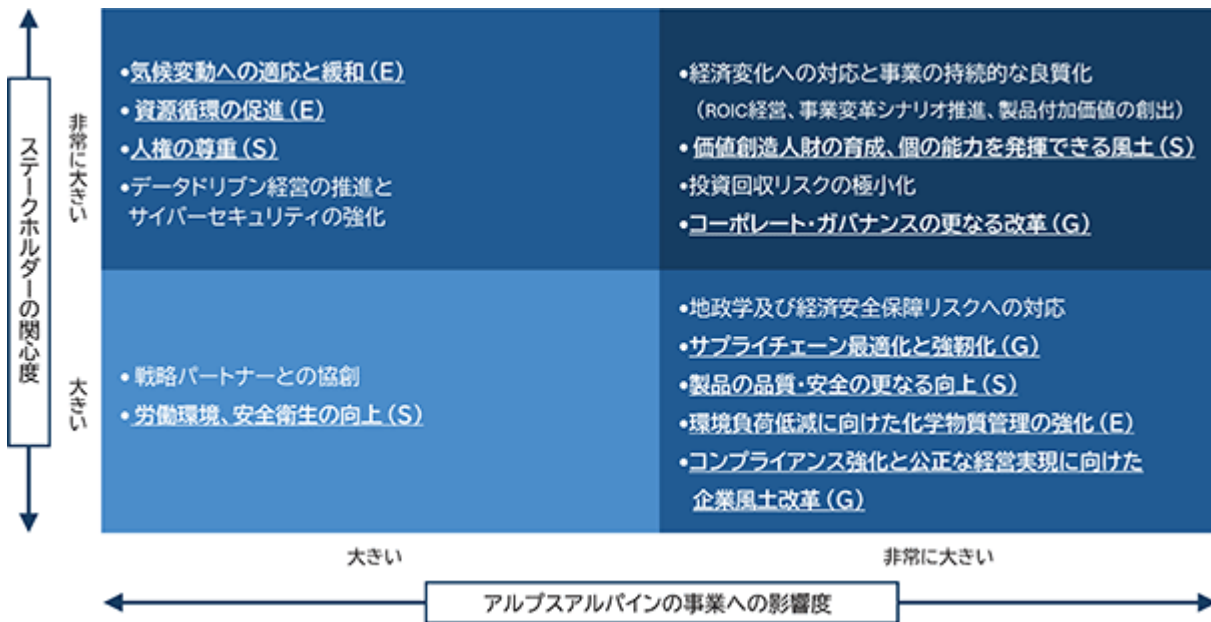 ステークホルダーの関心度
非常に大きい
•気候変動への適応と緩和(E)
•資源循環の促進(E)
•人権の尊重(S)
•データドリブン経営の推進と
サイバーセキュリティの強化
•経済変化への対応と事業の持続的な良質化
(ROIC経営、事業変革シナリオ推進、製品付加価値の創出)
•価値創造人財の育成、個の能力を発揮できる風土(S)
•投資回収リスクの極小化
•コーポレート・ガバナンスの更なる改革(G)
大きい
•戦略パートナーとの協創
•労働環境、安全衛生の向上(S)
•地政学及び経済安全保障リスクへの対応
•サプライチェーン最適化と強靭化(G)
•製品の品質・安全の更なる向上(S)
•環境負荷低減に向けた化学物質管理の強化(E)
•コンプライアンス強化と公正な経営実現に向けた
企業風土改革(G)
大きい
非常に大きい
アルプスアルパインの事業への影響度